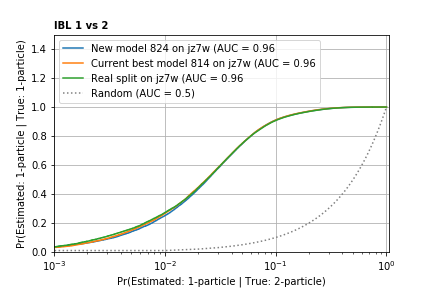 IBL 1 vs 2
New model 824 on jz7w (AUC = 0.96
Current best model 814 on jz7w (AUC = 0.96
Real split on jz7w (AUC = 0.96
Random (AUC = 0.5)
Pr(Estimated: 1-particle | True: 1-particle)
1.4
1.2
1.0
0.8
0.6
0.4
0.2
0.0
10⁻³
10⁻²
10⁻¹
10⁰
Pr(Estimated: 1-particle | True: 2-particle)